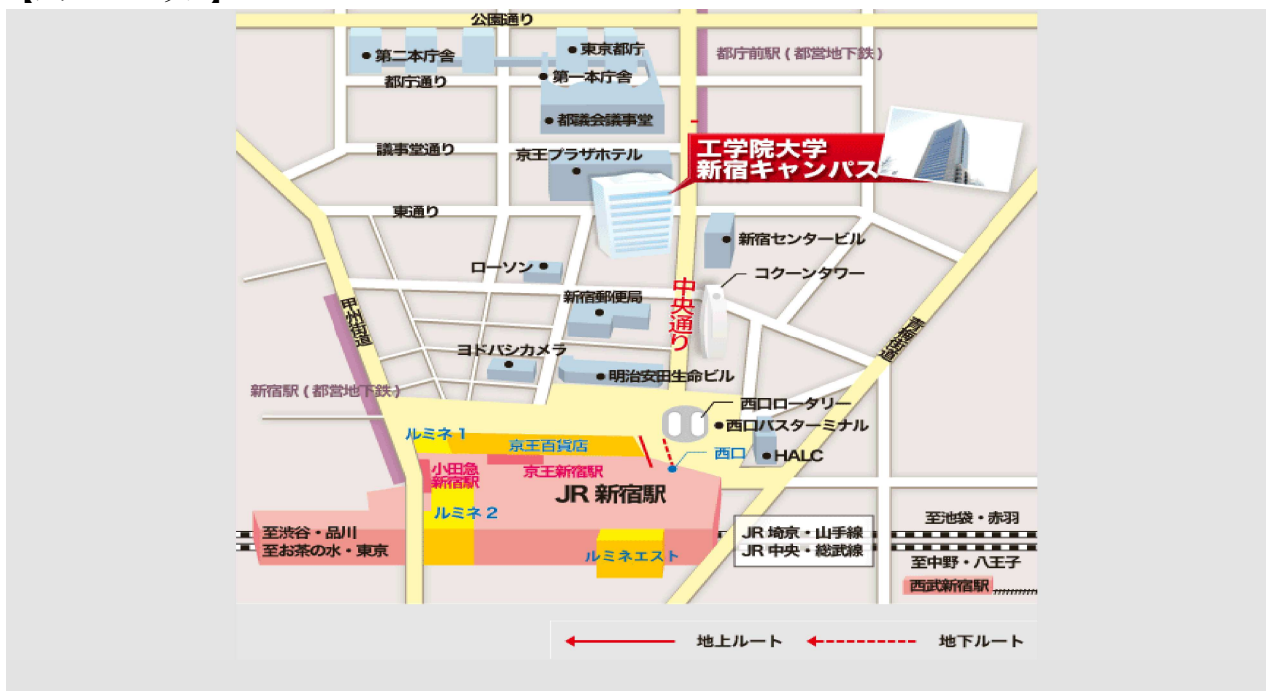 公園通り
第二本庁舎
東京都庁
都庁前駅(都営地下鉄)
第一本庁舎
都庁通り
都議会議事堂
工学院大学
新宿キャンパス
議事堂通り
京王プラザホテル
東通り
新宿センタービル
ローソン
コクーンタワー
新宿郵便局
中央通り
甲州街道
青梅街道
ヨドバシカメラ
明治安田生命ビル
新宿駅(都営地下鉄)
西口ロータリー
西口バスターミナル
ルミネ1
京王百貨店
西口
HALC
小田急
新宿駅
京王新宿駅
JR 新宿駅
ルミネ2
至渋谷・品川
至お茶の水・東京
ルミネエスト
JR 埼京・山手線
JR 中央・総武線
至池袋・赤羽
至中野・八王子
西武新宿駅
地上ルート
地下ルート